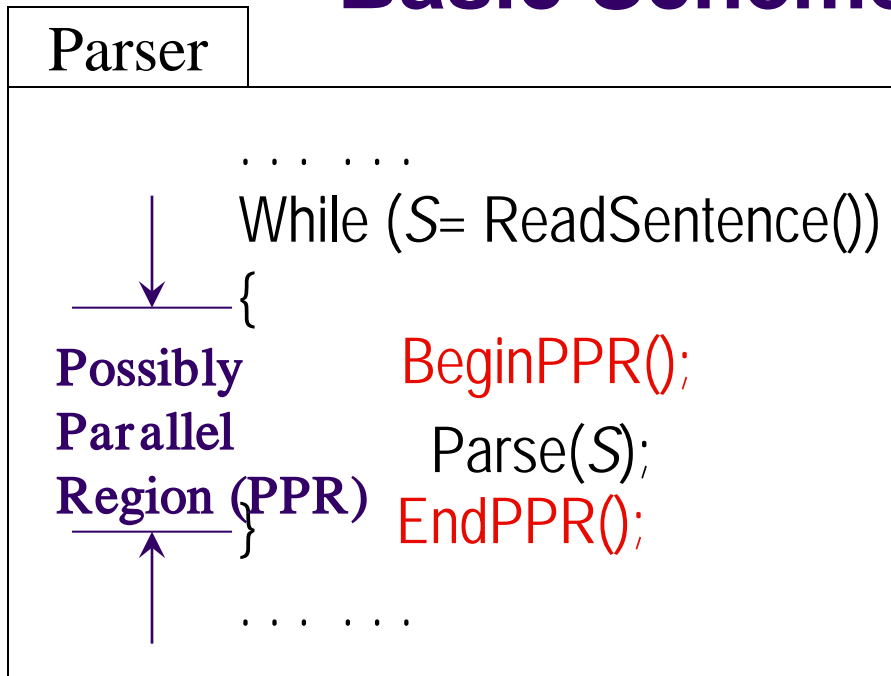 Parser
. . . . . .
While (S= ReadSentence())
{
Possibly
Parallel
Region (PPR)
BeginPPR();
Parse(S);
EndPPR();
}
. . . . . .